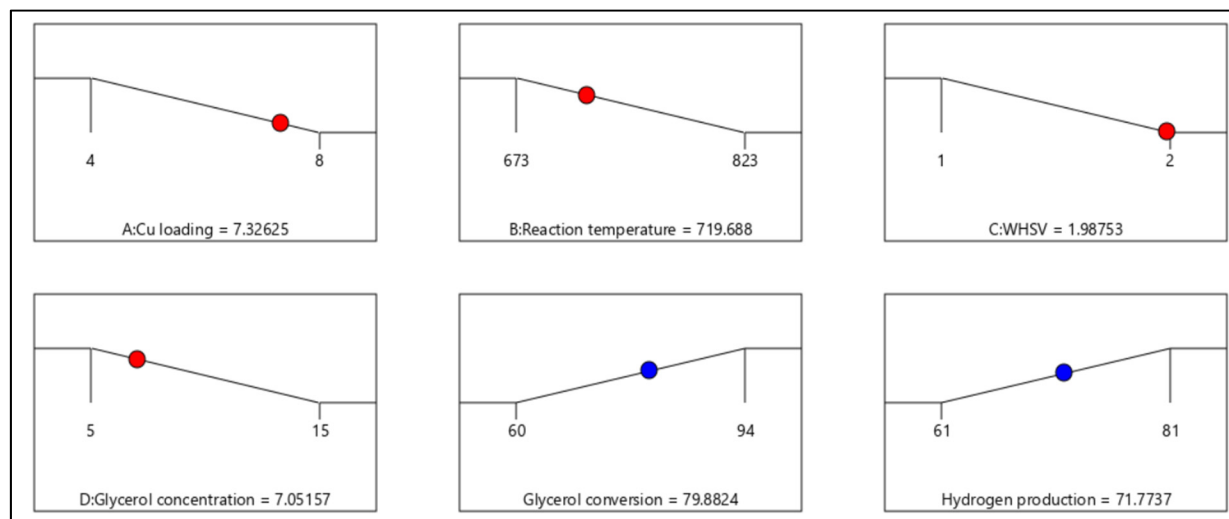 4 8
A:Cu loading = 7.32625
673 823
B:Reaction temperature = 719.688
1 2
C:WHSV = 1.98753
5 15
D:Glycerol concentration = 7.05157
60 94
Glycerol conversion = 79.8824
61 81
Hydrogen production = 71.7737